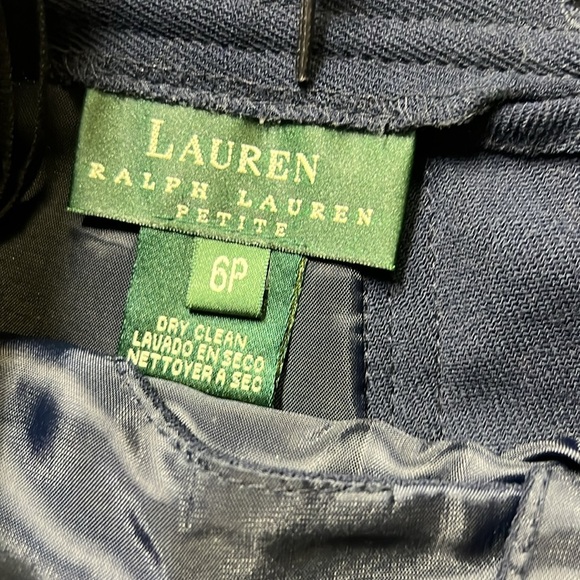 LAUREN
RALPH LAUREN
PETITE
6P
DRY CLEAN
LAVADO EN SECO
NETTOYER A SEC